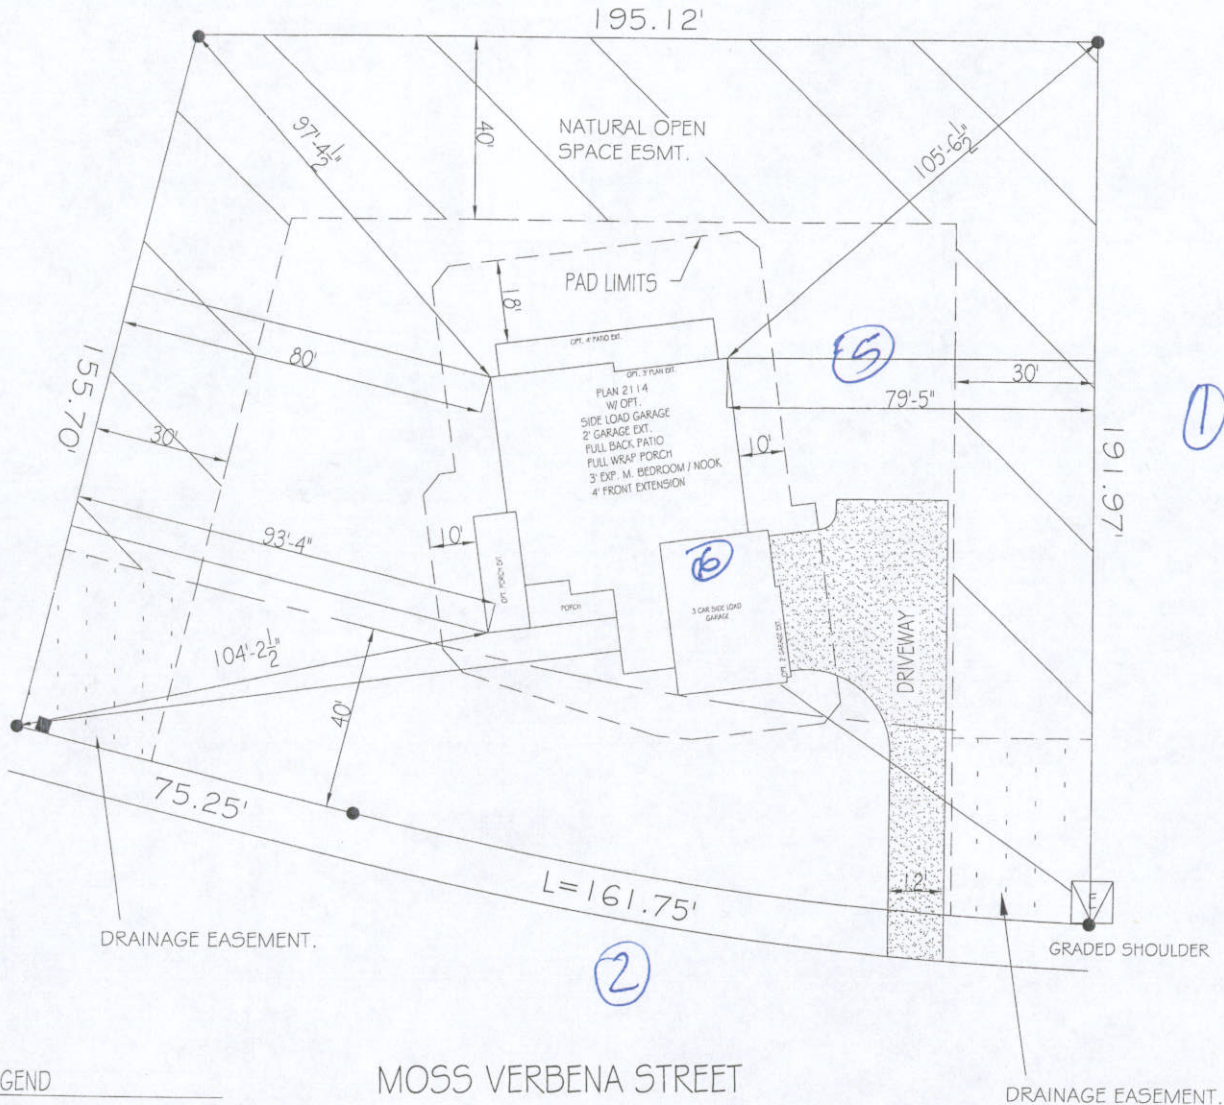 195.12'
97'-4½"
40'
NATURAL OPEN
SPACE ESMT.
105'-6½"
PAD LIMITS
8'
OPT. 4' PATIO EXT.
80'
155.70'
30'
OPT. 3' PLAN EXT.
PLAN 2114
W/ OPT.
SIDE LOAD GARAGE
2' GARAGE EXT.
FULL BACK PATIO
FULL WRAP PORCH
3' EXP. M. BEDROOM / NOOK
4' FRONT EXTENSION
5
30'
79'-5"
1
191.97'
10'
10'
93'-4"
6
OPT. PORCH EXT.
PORCH
3 CAR SIDE LOAD
GARAGE
OPT. 2' GARAGE EXT.
DRIVEWAY
104'-2½"
40'
75.25'
L=161.75'
12'
E
DRAINAGE EASEMENT.
GRADED SHOULDER
2
GEND
MOSS VERBENA STREET
DRAINAGE EASEMENT.